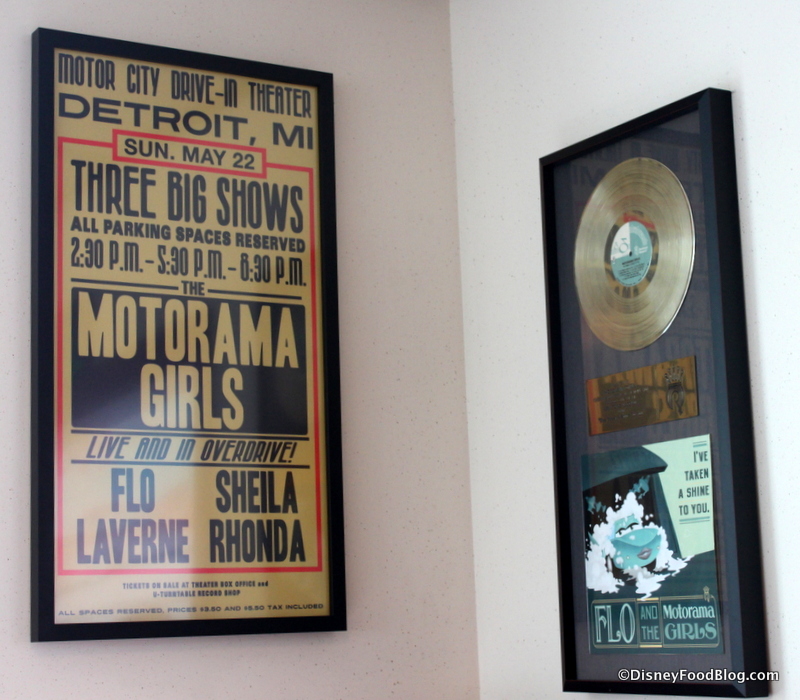 MOTOR CITY DRIVE-IN THEATER
DETROIT, MI
SUN. MAY 22
THREE BIG SHOWS
ALL PARKING SPACES RESERVED
2:30 P.M. - 5:30 P.M. - 8:30 P.M.
THE
MOTORAMA
GIRLS
LIVE AND IN OVERDRIVE!
FLO SHEILA
LAVERNE RHONDA
TICKETS ON SALE AT THEATER BOX OFFICE and
U-TURNTABLE RECORD SHOP
ALL SPACES RESERVED. PRICES $3.50 AND $5.50 TAX INCLUDED
I'VE
TAKEN
A SHINE
TO YOU.
FLO AND THE Motorama GIRLS
©DisneyFoodBlog.com